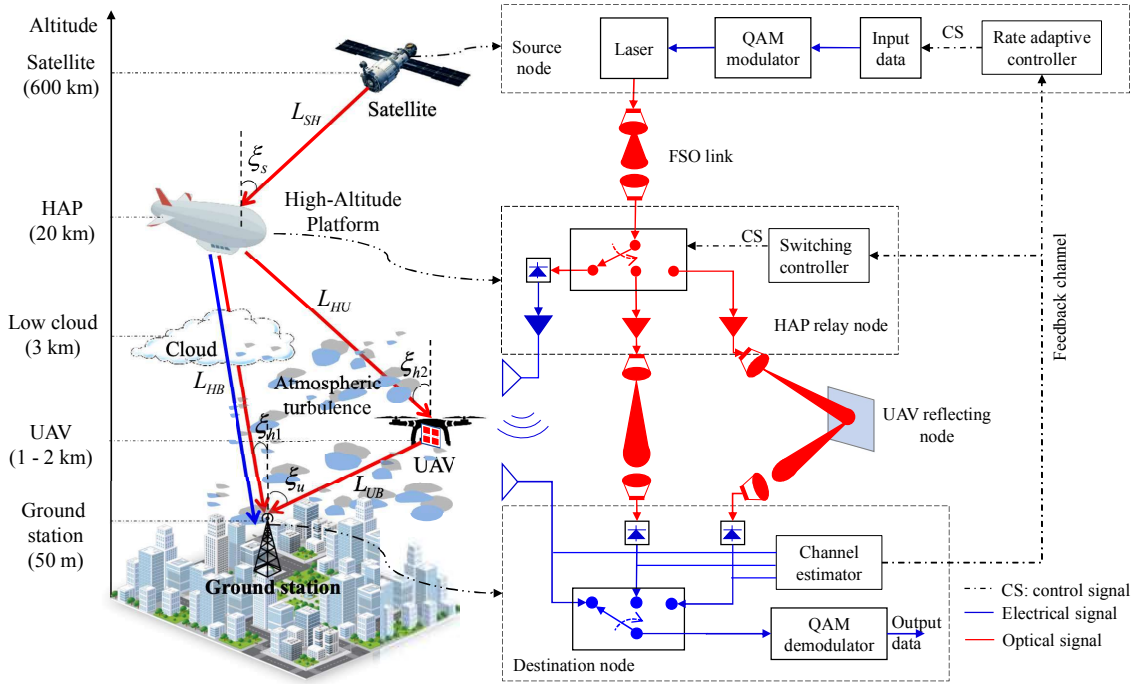 Altitude
Satellite
(600 km)
HAP
(20 km)
Low cloud
(3 km)
UAV
(1 - 2 km)
Ground
station
(50 m)
Satellite
L_SH
ξ_s
High-Altitude
Platform
L_HU
Cloud
L_HB
Atmospheric
turbulence
ξ_h2
ξ_h1
UAV
ξ_u
L_UB
Ground station
Source
node
Laser
QAM
modulator
Input
data
CS
Rate adaptive
controller
FSO link
CS
Switching
controller
HAP relay node
Feedback channel
UAV reflecting
node
Channel
estimator
QAM
demodulator
Output
data
Destination node
CS: control signal
Electrical signal
Optical signal